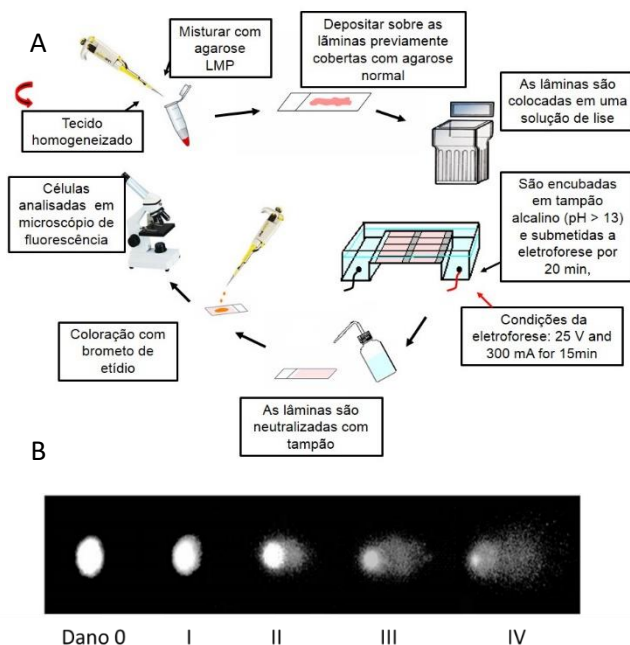 A
Misturar com
agarose
LMP
Depositar sobre as
lâminas previamente
cobertas com agarose
normal
As lâminas são
colocadas em uma
solução de lise
Tecido
homogeneizado
Células
analisadas em
microscópio de
fluorescência
São encubadas
em tampão
alcalino (pH > 13)
e submetidas a
eletroforese por
20 min,
Condições da
eletroforese: 25 V and
300 mA for 15min
Coloração com
brometo de
etídio
As lâminas são
neutralizadas com
tampão
B
Dano 0 I II III IV